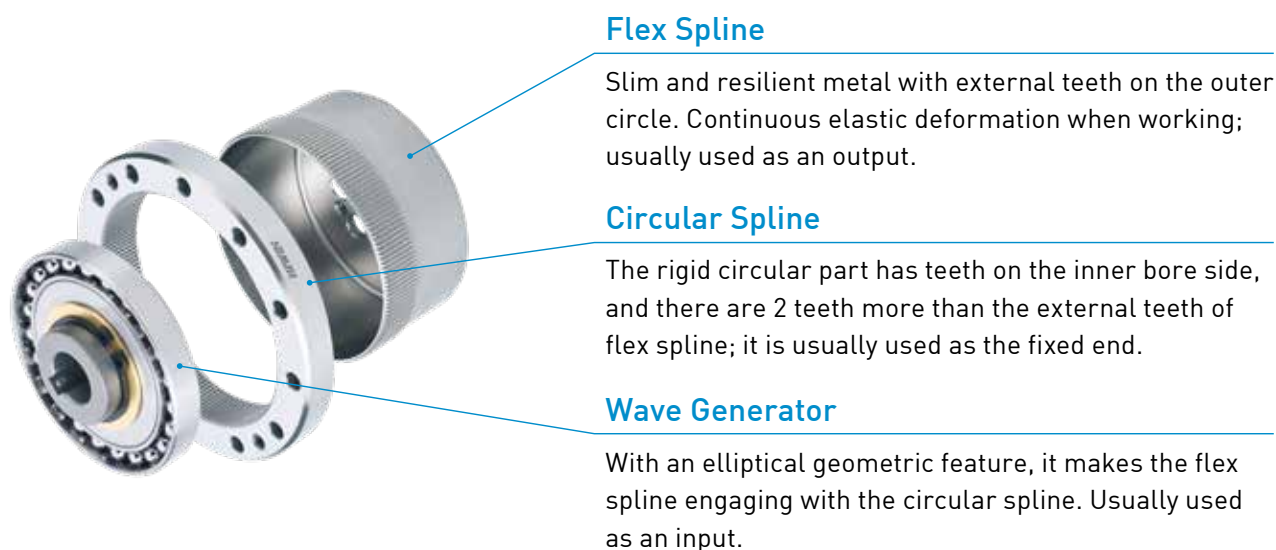 Flex Spline
Slim and resilient metal with external teeth on the outer
circle. Continuous elastic deformation when working;
usually used as an output.
Circular Spline
The rigid circular part has teeth on the inner bore side,
and there are 2 teeth more than the external teeth of
flex spline; it is usually used as the fixed end.
Wave Generator
With an elliptical geometric feature, it makes the flex
spline engaging with the circular spline. Usually used
as an input.